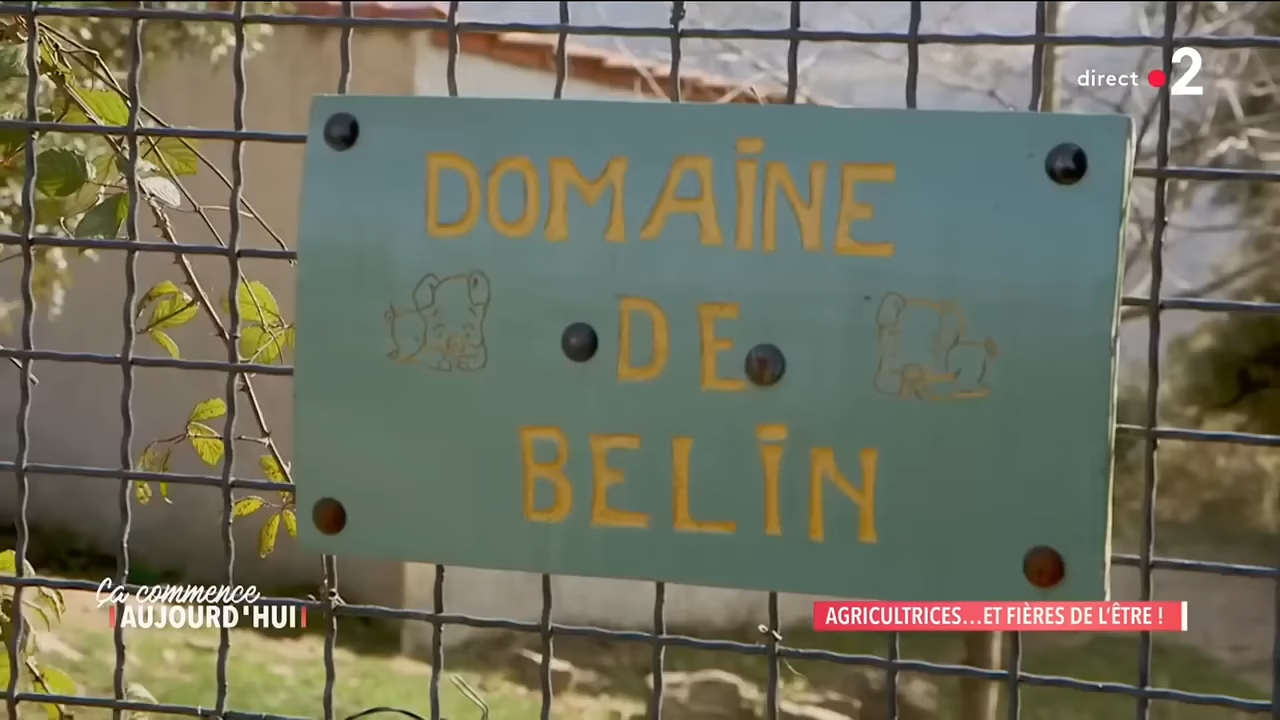 direct 2
DOMAINE
DE
BELIN
Ça commence
AUJOURD'HUI
AGRICULTRICES...ET FIÈRES DE L'ÊTRE !